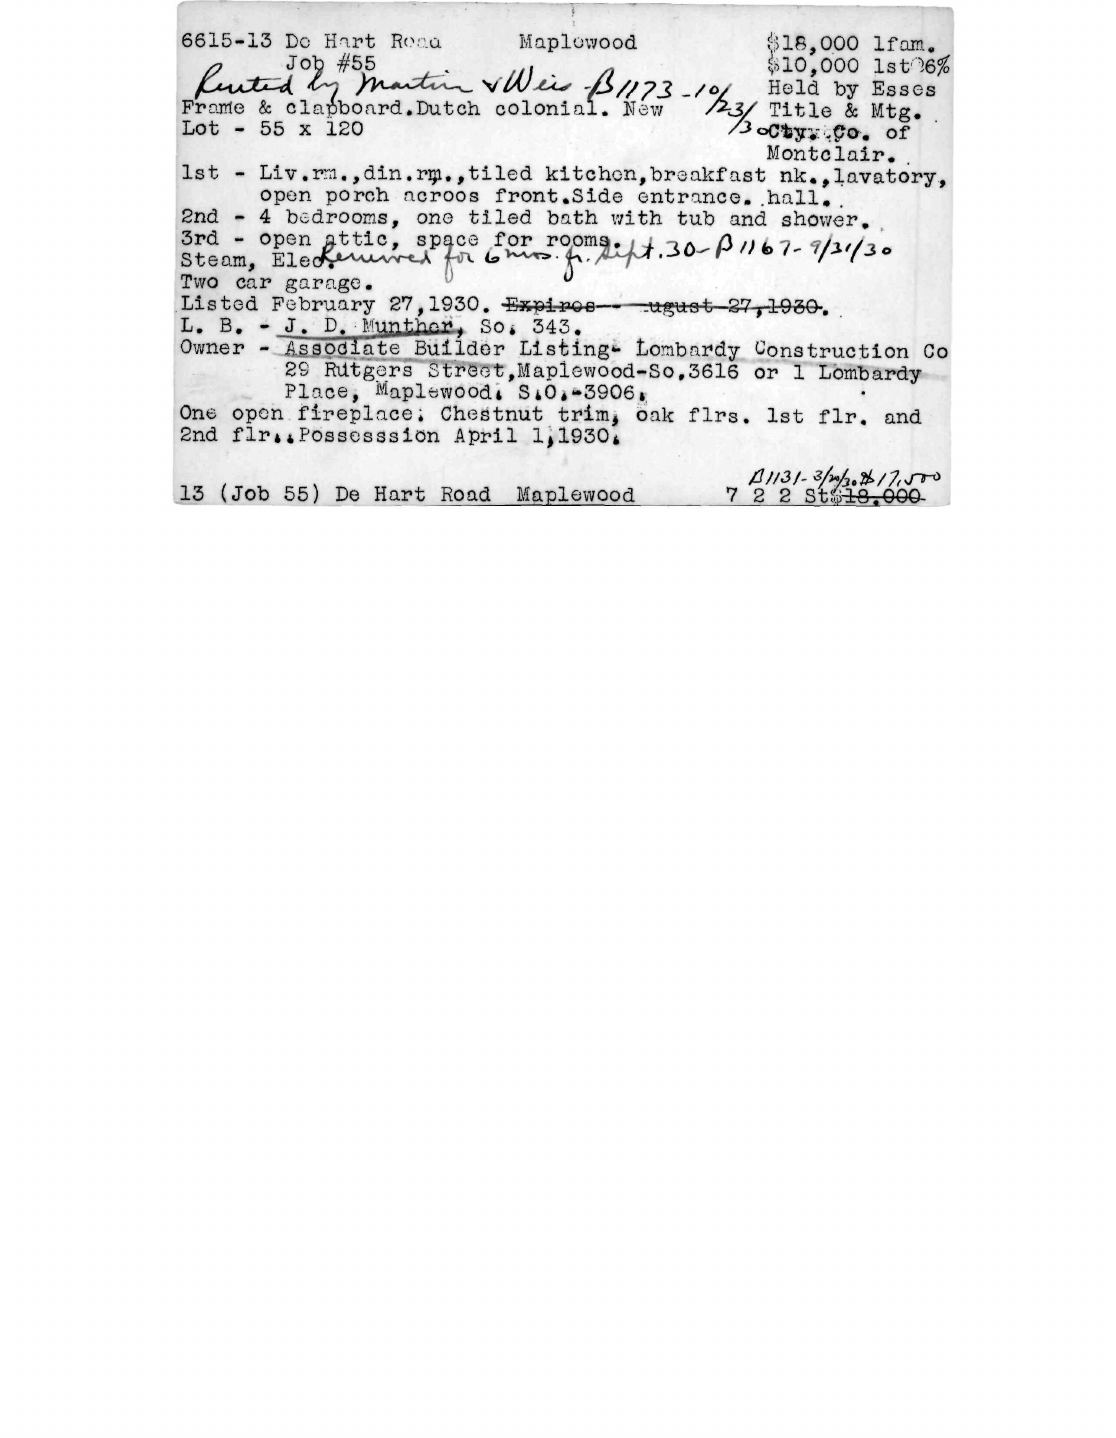 6615-13 De Hart Road Maplewood $18,000 1fam.
Job #55 $10,000 1st 6%
Rented by Martin & Weis - B1173 - 10/23/30 Held by Esses
Frame & clapboard.Dutch colonial. New Title & Mtg.
Lot - 55 x 120 Cty. Co. of
Montclair.
1st - Liv.rm.,din.rm.,tiled kitchen,breakfast nk.,lavatory,
open porch acroos front.Side entrance. hall.
2nd - 4 bedrooms, one tiled bath with tub and shower.
3rd - open attic, space for rooms.
Steam, Elec. Renewed for 6 mos. fr. Sept. 30 - B1167 - 9/31/30
Two car garage.
Listed February 27,1930. Expires -- ugust 27,1930.
L. B. - J. D. Munther, So. 343.
Owner - Associate Builder Listing- Lombardy Construction Co
29 Rutgers Street,Maplewood-So.3616 or 1 Lombardy
Place, Maplewood. S.O.-3906.
One open fireplace; Chestnut trim, oak flrs. 1st flr. and
2nd flr..Possesssion April 1,1930.
B1131 - 3/20/30 $17,500
13 (Job 55) De Hart Road Maplewood 7 2 2 St $18,000